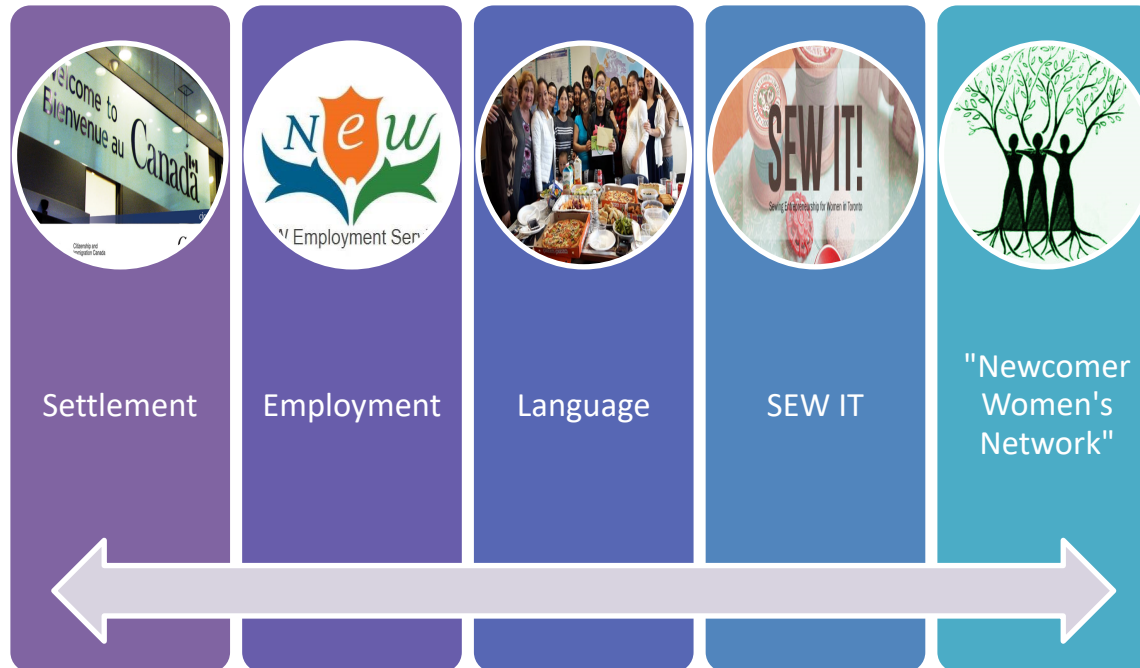 Welcome to
Bienvenue au Canada
Citizenship and
Immigration Canada
New
W Employment Serv
SEW IT!
Sewing Entrepreneurship for Women in Toronto
Settlement
Employment
Language
SEW IT
"Newcomer
Women's
Network"